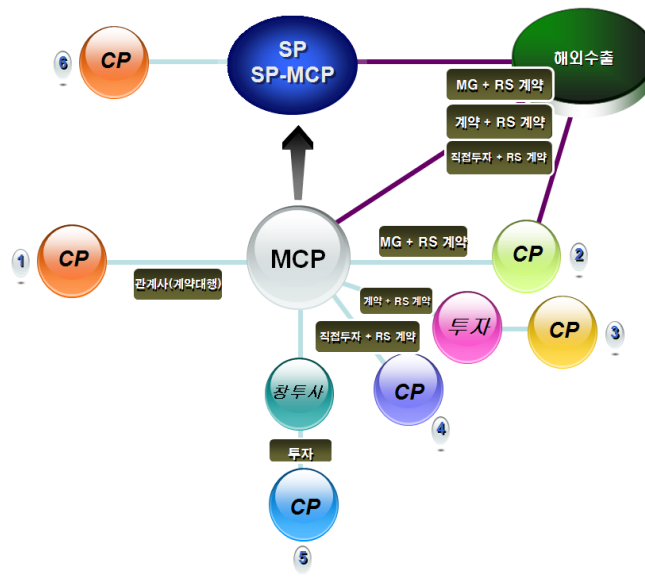 SP
SP-MCP
해외수출
CP
6
MG + RS 계약
계약 + RS 계약
직접투자 + RS 계약
MCP
MG + RS 계약
CP
2
1
CP
관계사(계약대행)
계약 + RS 계약
투자
CP
3
직접투자 + RS 계약
창투사
CP
4
투자
CP
5